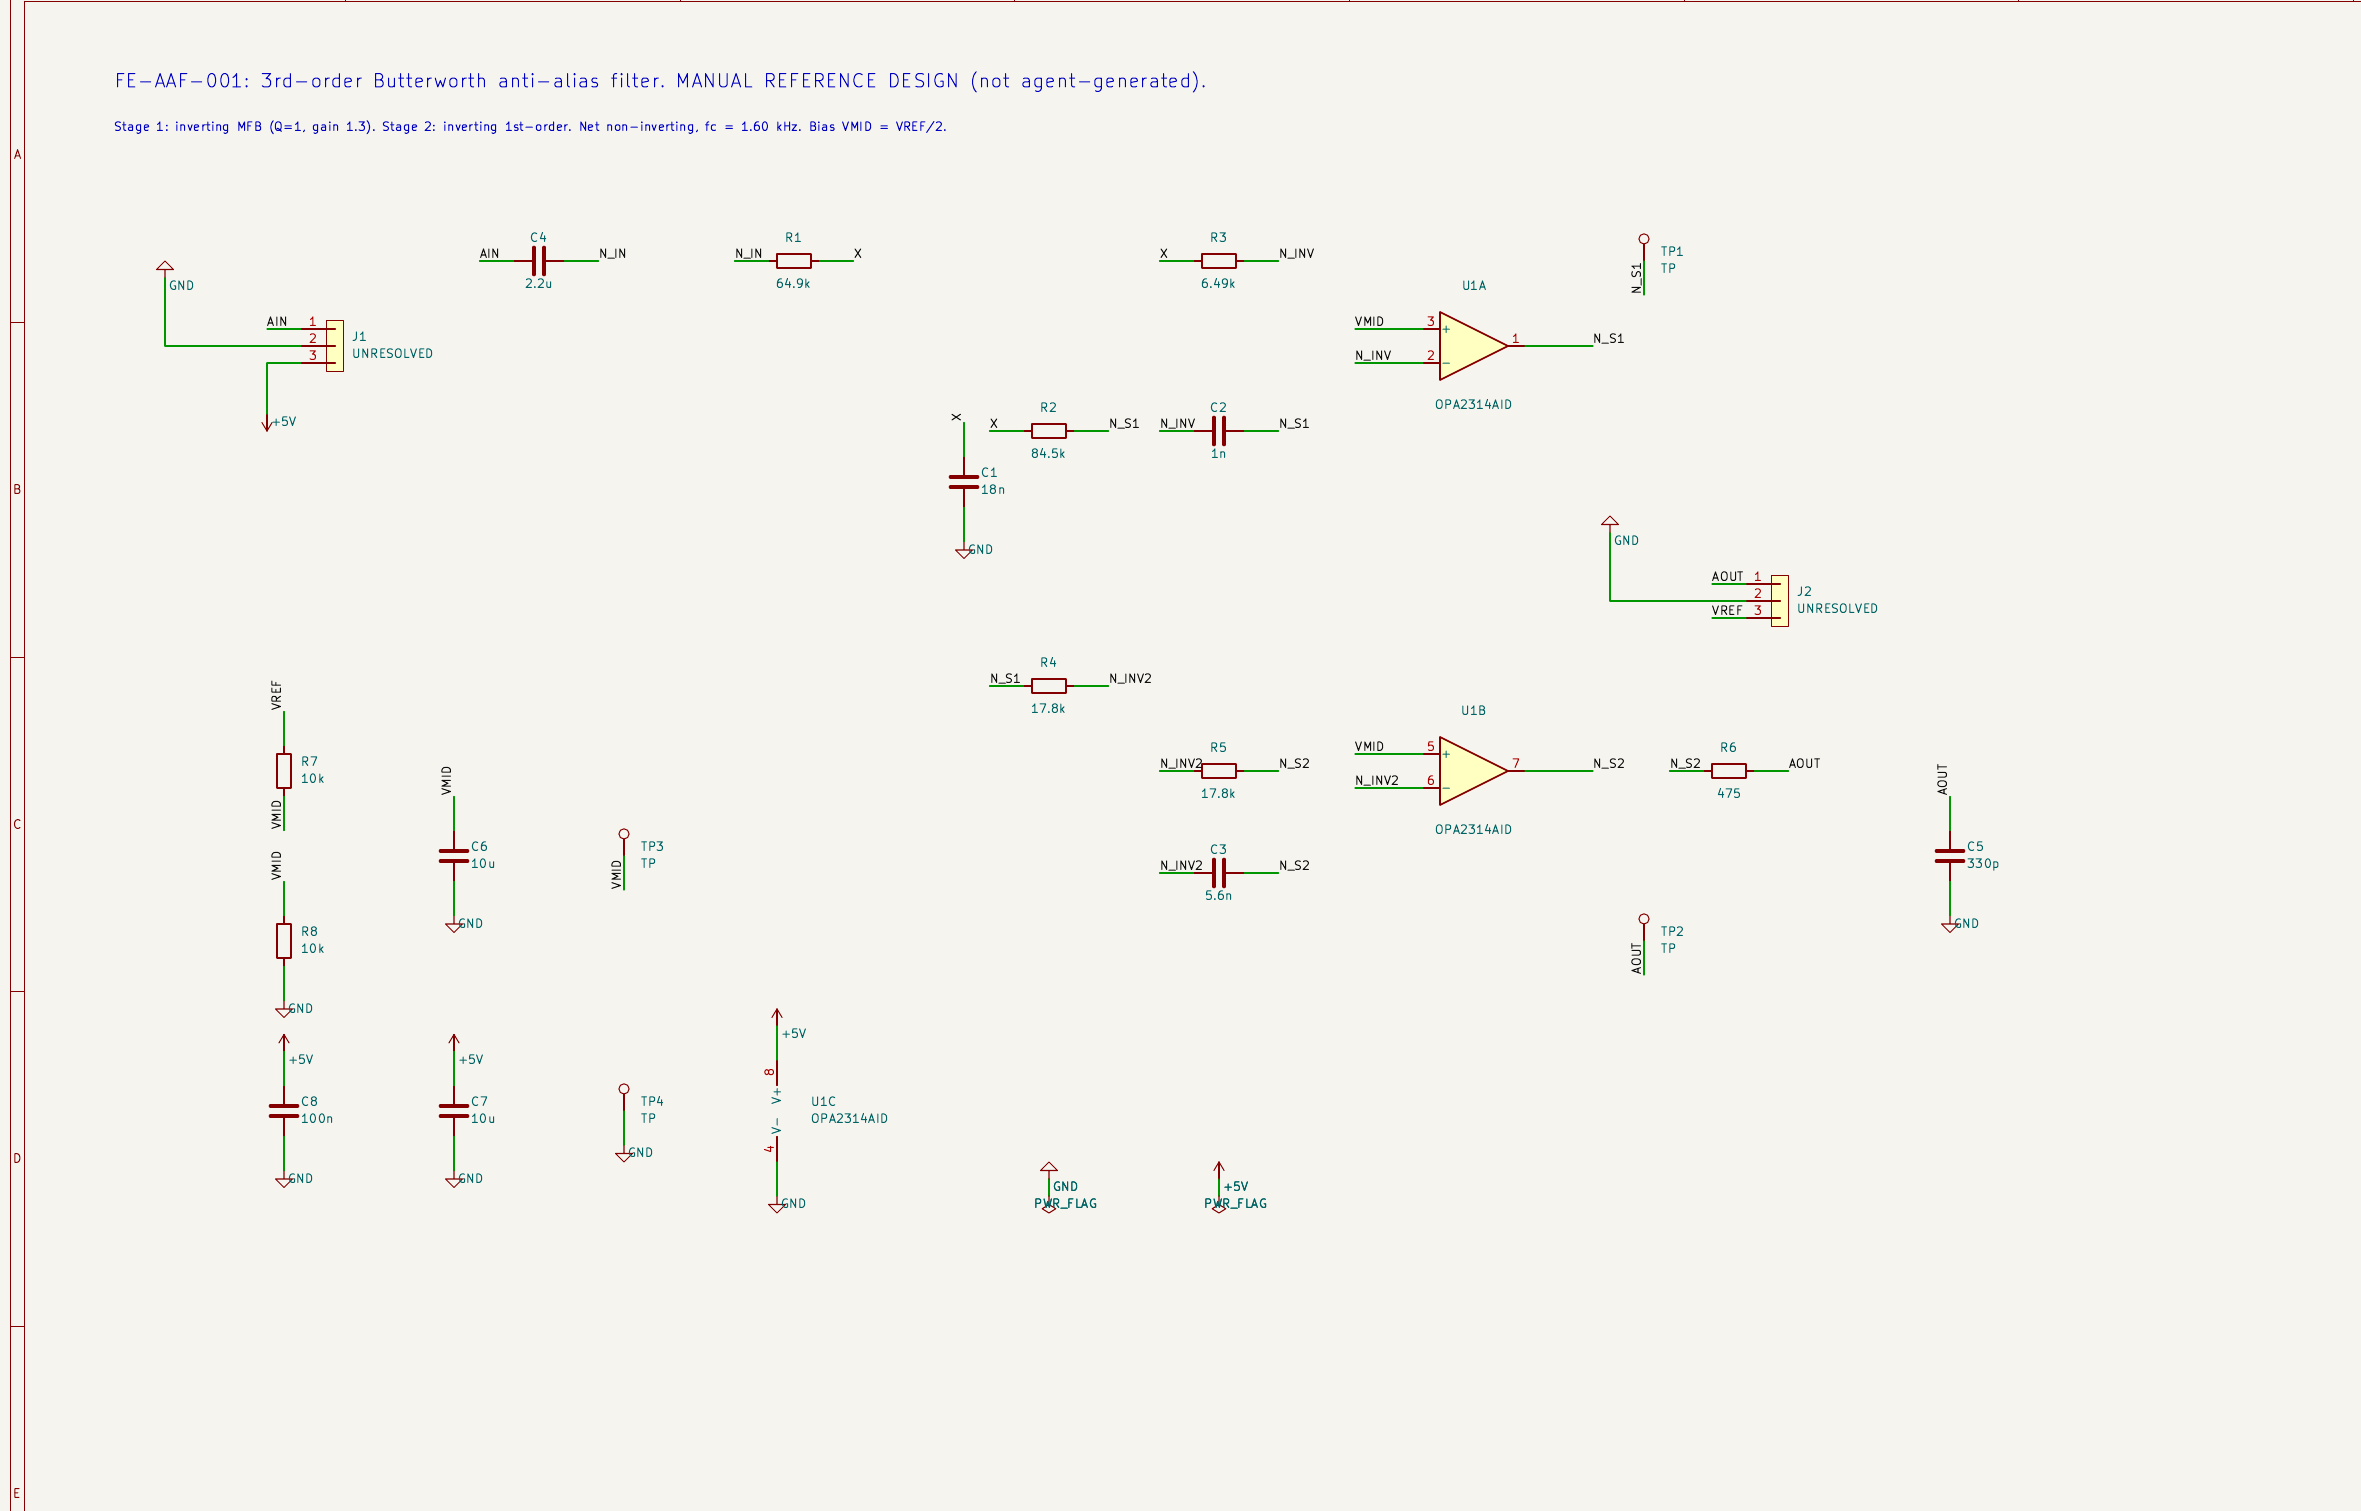 FE-AAF-001: 3rd-order Butterworth anti-alias filter. MANUAL REFERENCE DESIGN (not agent-generated).
Stage 1: inverting MFB (Q=1, gain 1.3). Stage 2: inverting 1st-order. Net non-inverting, fc = 1.60 kHz. Bias VMID = VREF/2.
A
B
C
D
E
GND
AIN 1
2
3
J1
UNRESOLVED
+5V
C4
AIN N_IN
2.2u
R1
N_IN X
64.9k
R3
X N_INV
6.49k
U1A
VMID 3 +
N_INV 2 -
1 N_S1
OPA2314AID
TP1
TP
N_S1
X
C1
18n
GND
R2
X N_S1
84.5k
C2
N_INV N_S1
1n
GND
AOUT 1
2
VREF 3
J2
UNRESOLVED
R4
N_S1 N_INV2
17.8k
VREF
R7
10k
VMID
VMID
R8
10k
GND
VMID
C6
10u
GND
TP3
TP
VMID
R5
N_INV2 N_S2
17.8k
C3
N_INV2 N_S2
5.6n
U1B
VMID 5 +
N_INV2 6 -
7 N_S2
OPA2314AID
R6
N_S2 AOUT
475
AOUT
C5
330p
GND
TP2
TP
AOUT
+5V
C8
100n
GND
+5V
C7
10u
GND
TP4
TP
GND
+5V
8
V+
V-
4
U1C
OPA2314AID
GND
GND
PWR_FLAG
+5V
PWR_FLAG